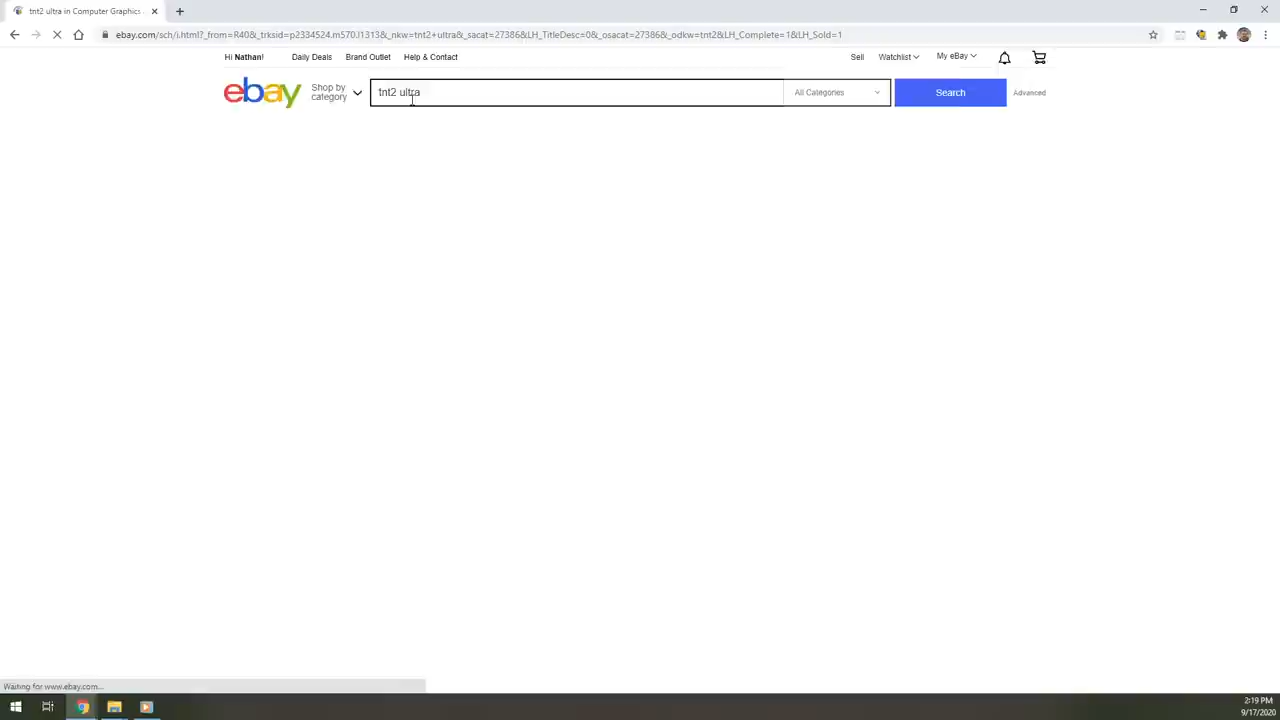 tnt2 ultra in Computer Graphics
ebay.com/sch/i.html?_from=R40&_trksid=p2334524.m570.l1313&_nkw=tnt2+ultra&_sacat=27386&LH_TitleDesc=0&_osacat=27386&_odkw=tnt2&LH_Complete=1&LH_Sold=1
Hi Nathan! Daily Deals Brand Outlet Help & Contact Sell Watchlist My eBay
ebay Shop by category tnt2 ultra All Categories Search Advanced
Waiting for www.ebay.com...
2:19 PM
9/17/2020